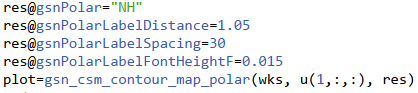 res@gsnPolar="NH"
res@gsnPolarLabelDistance=1.05
res@gsnPolarLabelSpacing=30
res@gsnPolarLabelFontHeightF=0.015
plot=gsn_csm_contour_map_polar(wks, u(1,:,:), res)